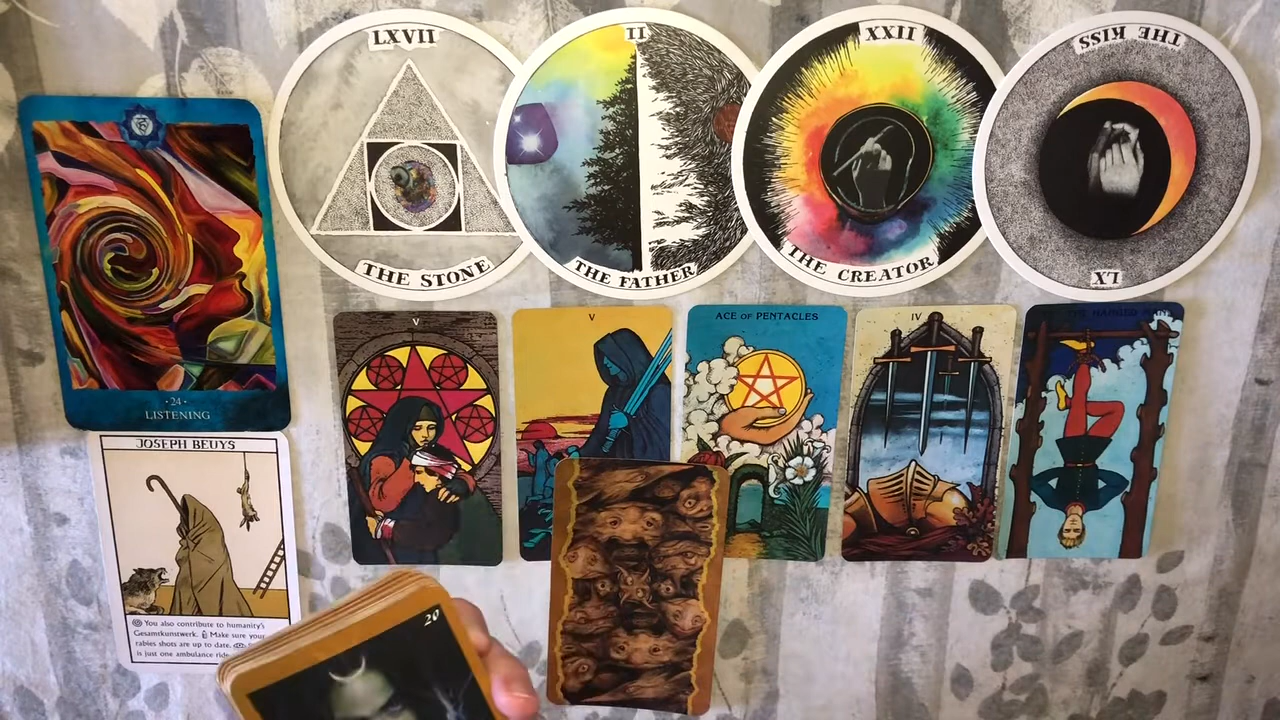 LXVII
THE STONE
II
THE FATHER
XXII
THE CREATOR
THE KISS
LX
·24·
LISTENING
V
V
ACE OF PENTACLES
IV
THE HANGED
JOSEPH BEUYS
You also contribute to humanity's
Gesamtkunstwerk. Make sure your
rabies shots are up to date.
is just one ambulance ride
20